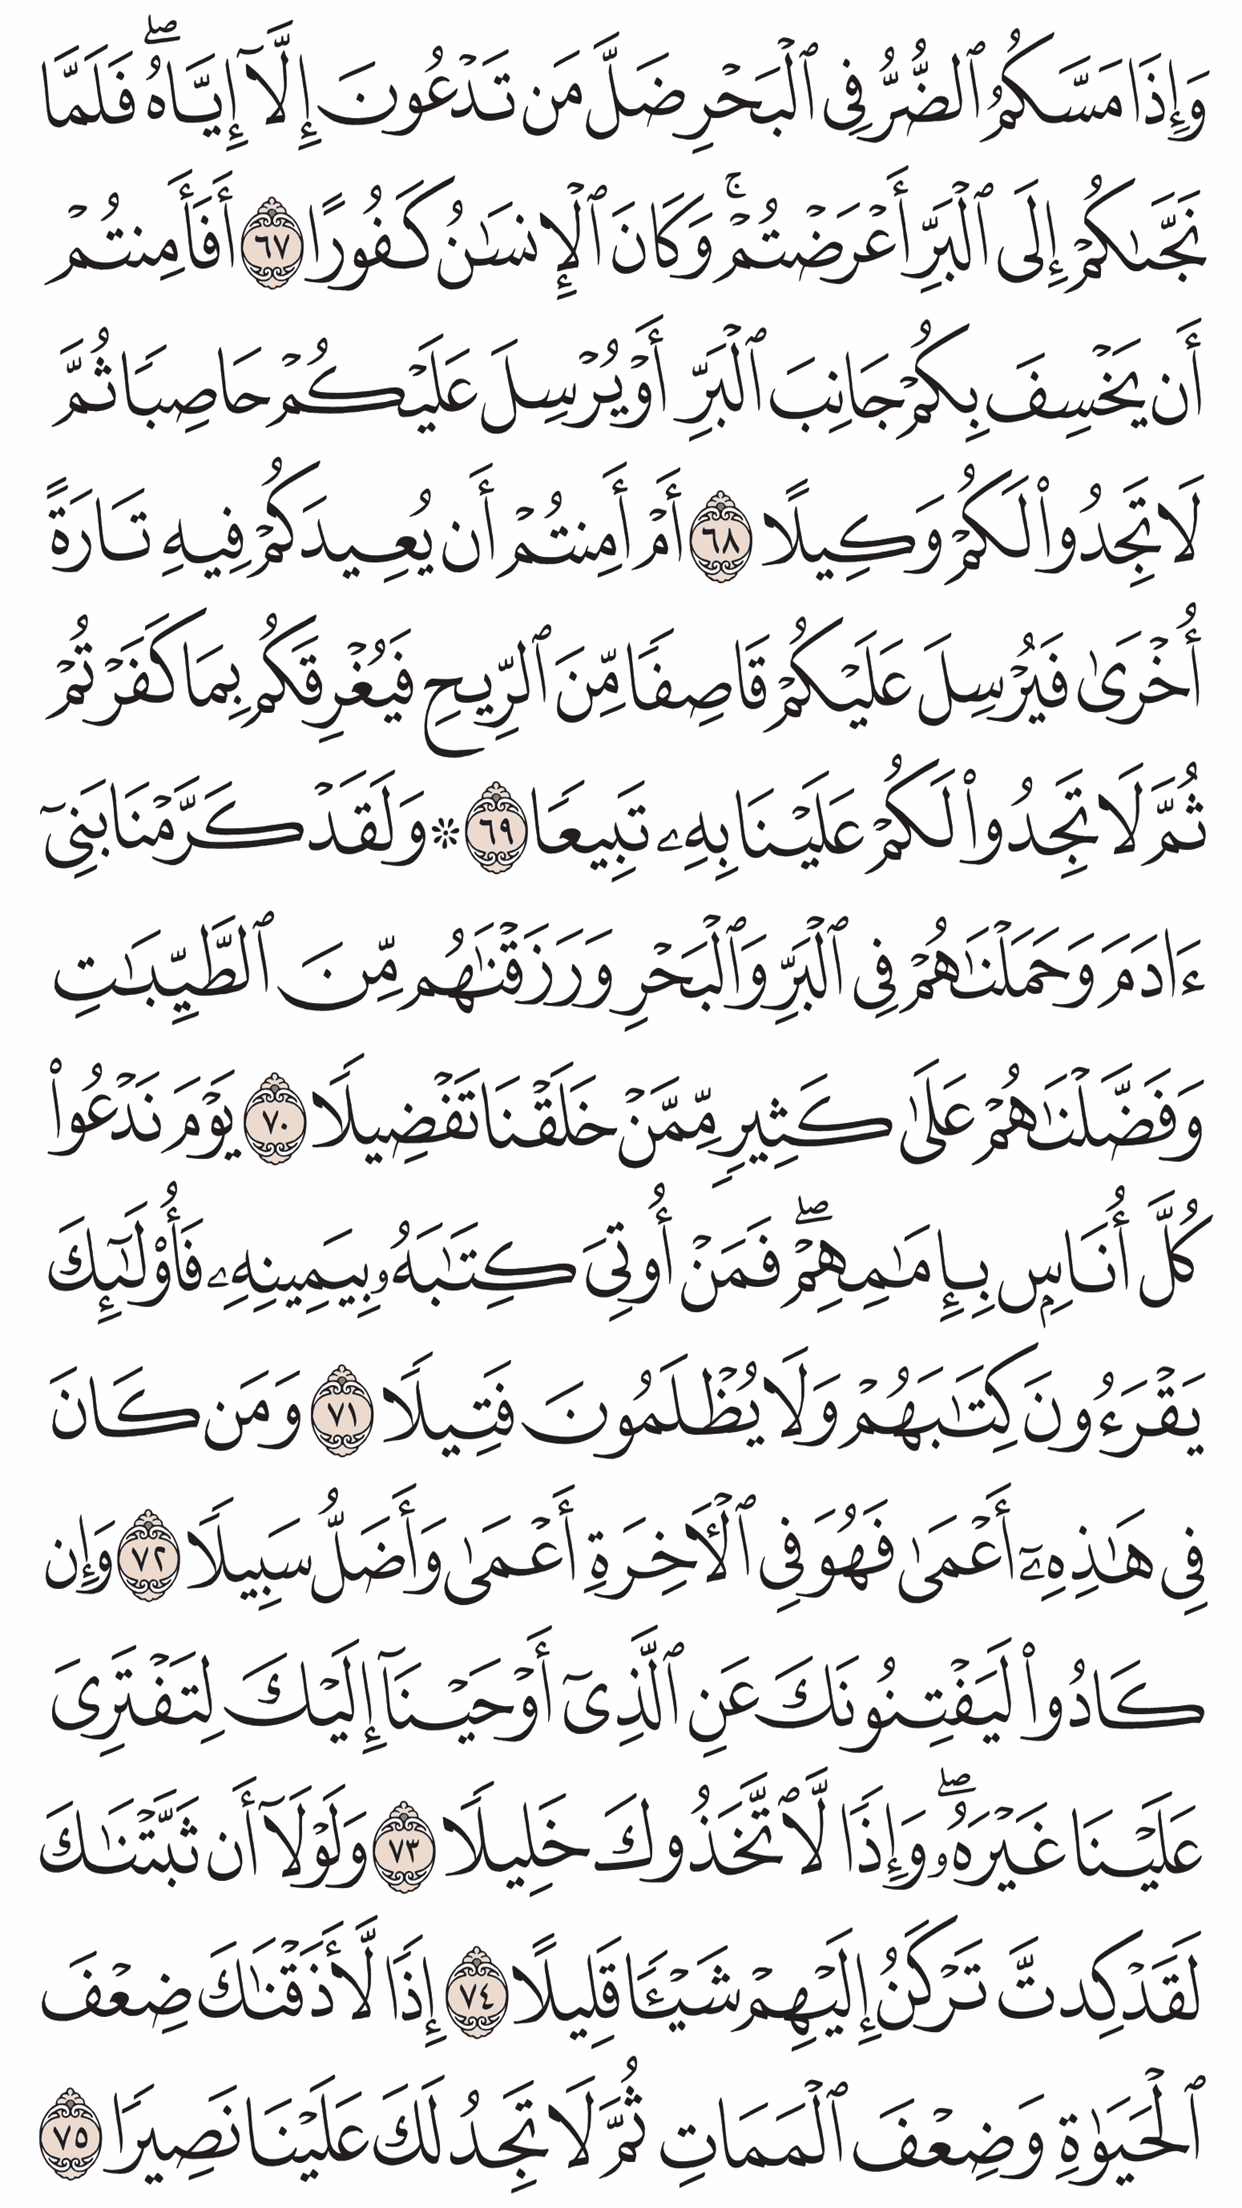 وَإِذَا مَسَّكُمُ ٱلضُّرُّ فِى ٱلْبَحْرِ ضَلَّ مَن تَدْعُونَ إِلَّآ إِيَّاهُ ۖ فَلَمَّا
نَجَّىٰكُمْ إِلَى ٱلْبَرِّ أَعْرَضْتُمْ ۚ وَكَانَ ٱلْإِنسَٰنُ كَفُورًا ٦٧ أَفَأَمِنتُمْ
أَن يَخْسِفَ بِكُمْ جَانِبَ ٱلْبَرِّ أَوْ يُرْسِلَ عَلَيْكُمْ حَاصِبًا ثُمَّ
لَا تَجِدُوا۟ لَكُمْ وَكِيلًا ٦٨ أَمْ أَمِنتُمْ أَن يُعِيدَكُمْ فِيهِ تَارَةً
أُخْرَىٰ فَيُرْسِلَ عَلَيْكُمْ قَاصِفًا مِّنَ ٱلرِّيحِ فَيُغْرِقَكُم بِمَا كَفَرْتُمْ
ثُمَّ لَا تَجِدُوا۟ لَكُمْ عَلَيْنَا بِهِۦ تَبِيعًا ٦٩ ۞ وَلَقَدْ كَرَّمْنَا بَنِىٓ
ءَادَمَ وَحَمَلْنَٰهُمْ فِى ٱلْبَرِّ وَٱلْبَحْرِ وَرَزَقْنَٰهُم مِّنَ ٱلطَّيِّبَٰتِ
وَفَضَّلْنَٰهُمْ عَلَىٰ كَثِيرٍ مِّمَّنْ خَلَقْنَا تَفْضِيلًا ٧٠ يَوْمَ نَدْعُوا۟
كُلَّ أُنَاسٍۭ بِإِمَٰمِهِمْ ۖ فَمَنْ أُوتِىَ كِتَٰبَهُۥ بِيَمِينِهِۦ فَأُو۟لَٰٓئِكَ
يَقْرَءُونَ كِتَٰبَهُمْ وَلَا يُظْلَمُونَ فَتِيلًا ٧١ وَمَن كَانَ
فِى هَٰذِهِۦٓ أَعْمَىٰ فَهُوَ فِى ٱلْـَٔاخِرَةِ أَعْمَىٰ وَأَضَلُّ سَبِيلًا ٧٢ وَإِن
كَادُوا۟ لَيَفْتِنُونَكَ عَنِ ٱلَّذِىٓ أَوْحَيْنَآ إِلَيْكَ لِتَفْتَرِىَ
عَلَيْنَا غَيْرَهُۥ ۖ وَإِذًا لَّٱتَّخَذُوكَ خَلِيلًا ٧٣ وَلَوْلَآ أَن ثَبَّتْنَٰكَ
لَقَدْ كِدتَّ تَرْكَنُ إِلَيْهِمْ شَيْـًٔا قَلِيلًا ٧٤ إِذًا لَّأَذَقْنَٰكَ ضِعْفَ
ٱلْحَيَوٰةِ وَضِعْفَ ٱلْمَمَاتِ ثُمَّ لَا تَجِدُ لَكَ عَلَيْنَا نَصِيرًا ٧٥